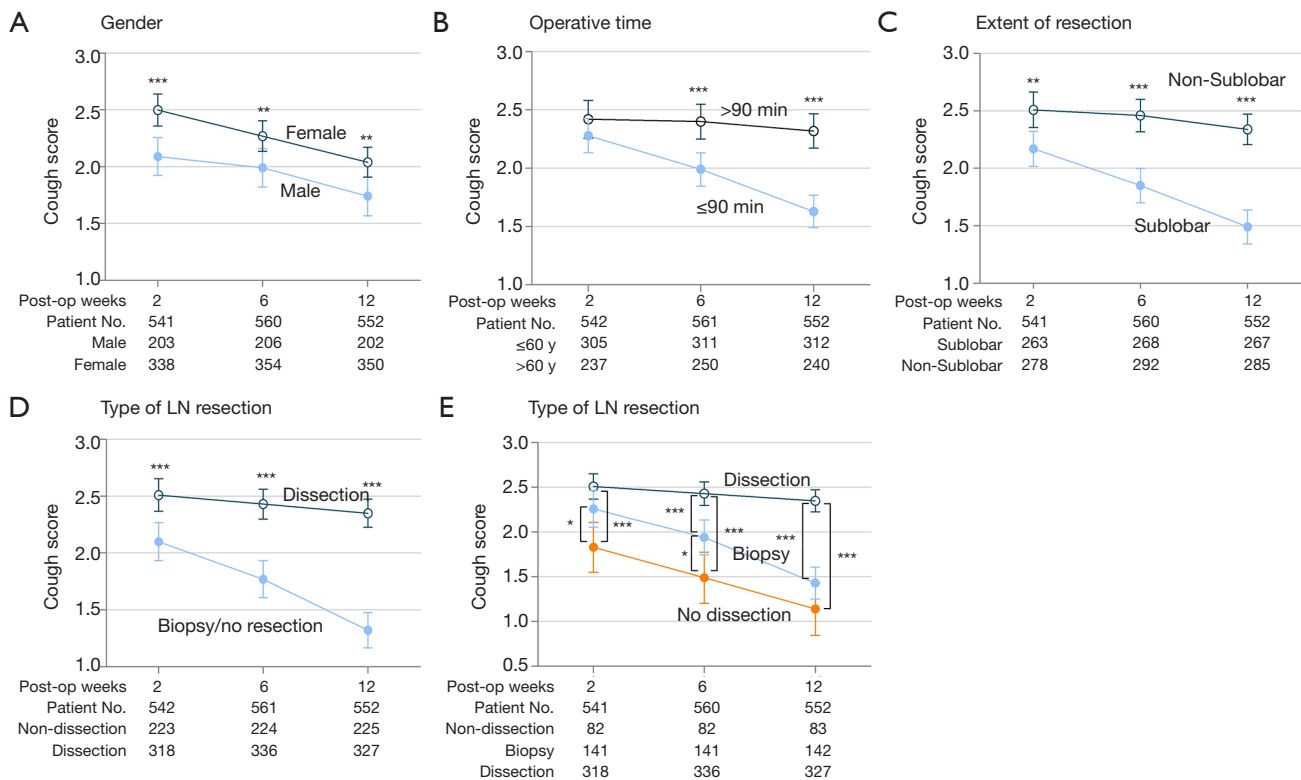 A Gender
3.0
2.5
2.0
1.5
1.0
Cough score
***
**
**
Female
Male
Post-op weeks 2 6 12
Patient No. 541 560 552
Male 203 206 202
Female 338 354 350
B Operative time
3.0
2.5
2.0
1.5
1.0
Cough score
***
***
>90 min
≤90 min
Post-op weeks 2 6 12
Patient No. 542 561 552
≤60 y 305 311 312
>60 y 237 250 240
C Extent of resection
3.0
2.5
2.0
1.5
1.0
Cough score
Non-Sublobar
**
***
***
Sublobar
Post-op weeks 2 6 12
Patient No. 541 560 552
Sublobar 263 268 267
Non-Sublobar 278 292 285
D Type of LN resection
3.0
2.5
2.0
1.5
1.0
Cough score
***
***
***
Dissection
Biopsy/no resection
Post-op weeks 2 6 12
Patient No. 542 561 552
Non-dissection 223 224 225
Dissection 318 336 327
E Type of LN resection
3.0
2.5
2.0
1.5
1.0
0.5
Cough score
Dissection
* ***
***
***
*
Biopsy
***
***
No dissection
Post-op weeks 2 6 12
Patient No. 541 560 552
Non-dissection 82 82 83
Biopsy 141 141 142
Dissection 318 336 327